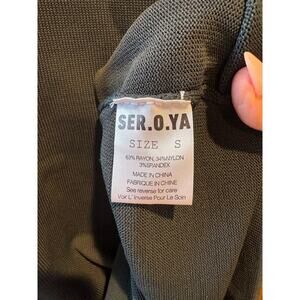 SER.O.YA
SIZE S
63% RAYON, 34% NYLON
3% SPANDEX
MADE IN CHINA
FABRIQUE IN CHINE
See reverse for care
Voir L' Inverse Pour Le Soin